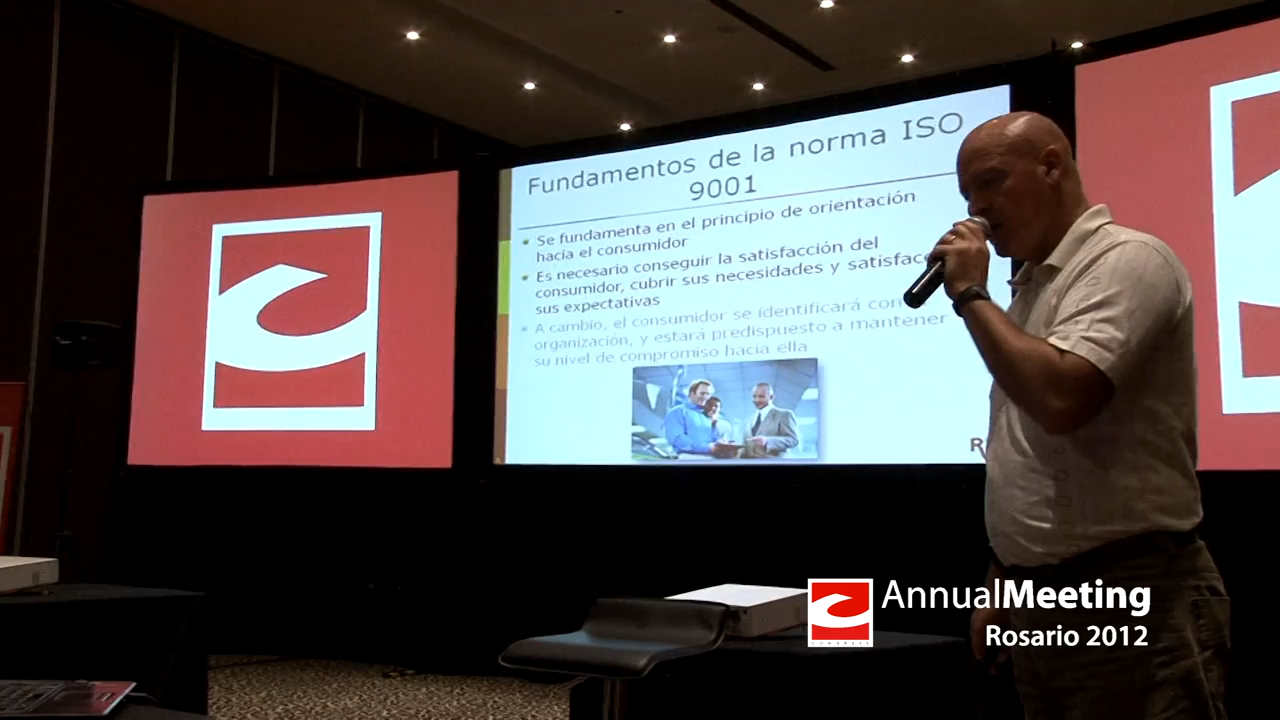 Fundamentos de la norma ISO
9001
Se fundamenta en el principio de orientación
hacia el consumidor
Es necesario conseguir la satisfacción del
consumidor, cubrir sus necesidades y
sus expectativas
A cambio, el consumidor se identificará con
organización, y estará predispuesto a mantener
su nivel de compromiso hacia ella
AnnualMeeting
Rosario 2012